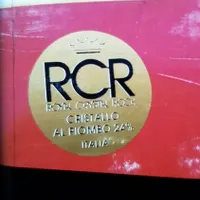 RCR
ROYAL CRYSTAL ROCK
CRISTALLO
AL PIOMBO 24%
ITALIA